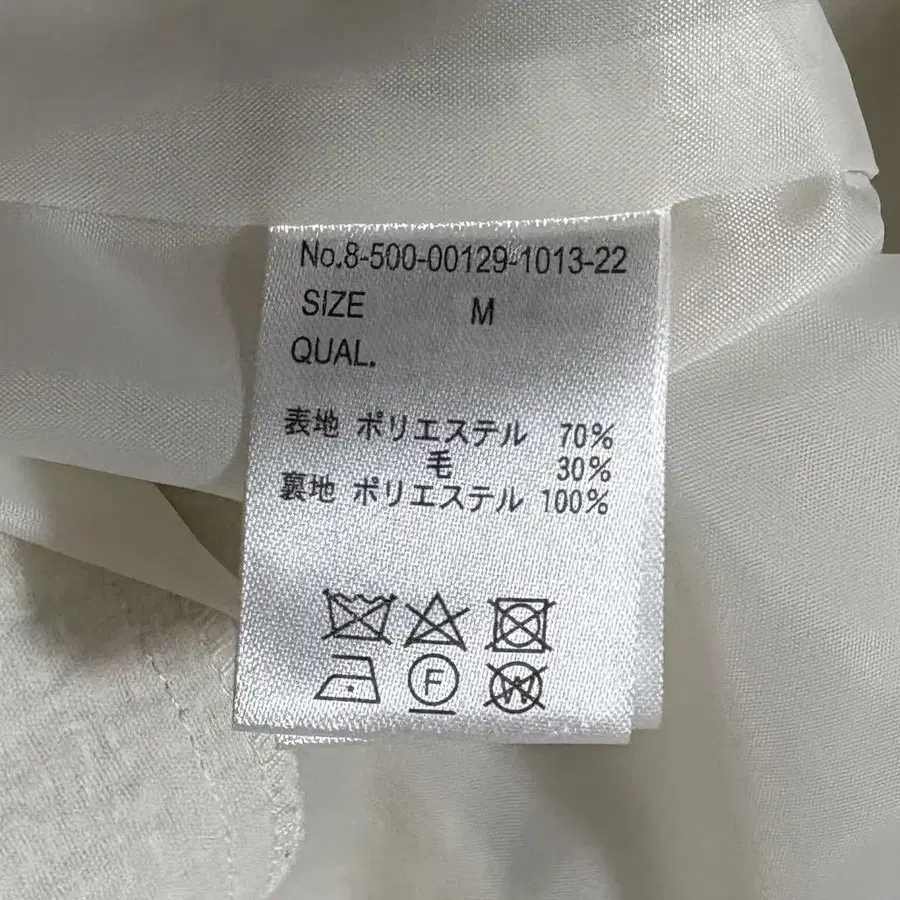 No.8-500-00129-1013-22
SIZE M
QUAL.
表地 ポリエステル 70%
毛 30%
裏地 ポリエステル 100%
F
W